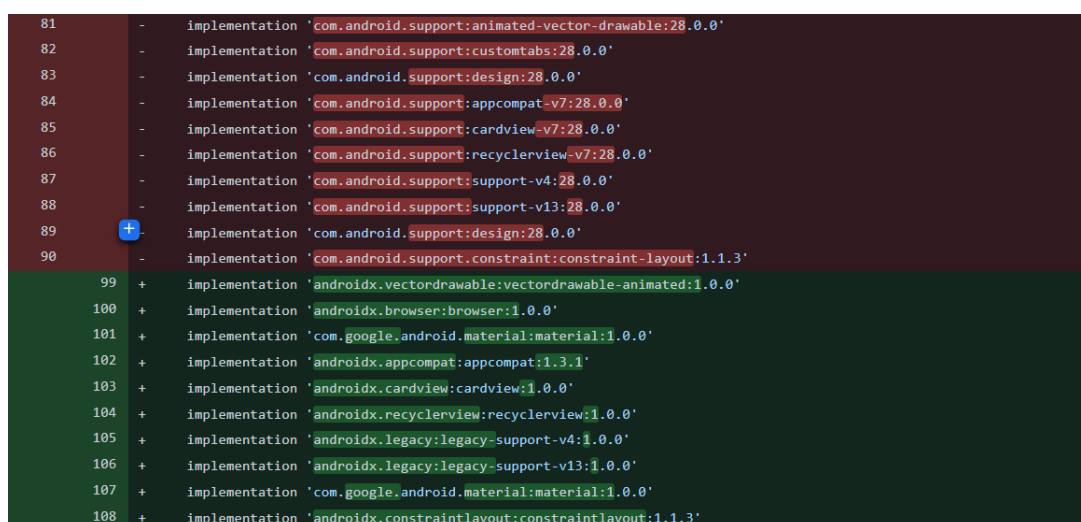 81 - implementation 'com.android.support:animated-vector-drawable:28.0.0'
82 - implementation 'com.android.support:customtabs:28.0.0'
83 - implementation 'com.android.support:design:28.0.0'
84 - implementation 'com.android.support:appcompat-v7:28.0.0'
85 - implementation 'com.android.support:cardview-v7:28.0.0'
86 - implementation 'com.android.support:recyclerview-v7:28.0.0'
87 - implementation 'com.android.support:support-v4:28.0.0'
88 - implementation 'com.android.support:support-v13:28.0.0'
89 + - implementation 'com.android.support:design:28.0.0'
90 - implementation 'com.android.support.constraint:constraint-layout:1.1.3'
99 + implementation 'androidx.vectordrawable:vectordrawable-animated:1.0.0'
100 + implementation 'androidx.browser:browser:1.0.0'
101 + implementation 'com.google.android.material:material:1.0.0'
102 + implementation 'androidx.appcompat:appcompat:1.3.1'
103 + implementation 'androidx.cardview:cardview:1.0.0'
104 + implementation 'androidx.recyclerview:recyclerview:1.0.0'
105 + implementation 'androidx.legacy:legacy-support-v4:1.0.0'
106 + implementation 'androidx.legacy:legacy-support-v13:1.0.0'
107 + implementation 'com.google.android.material:material:1.0.0'
108 + implementation 'androidx.constraintlayout:constraintlayout:1.1.3'